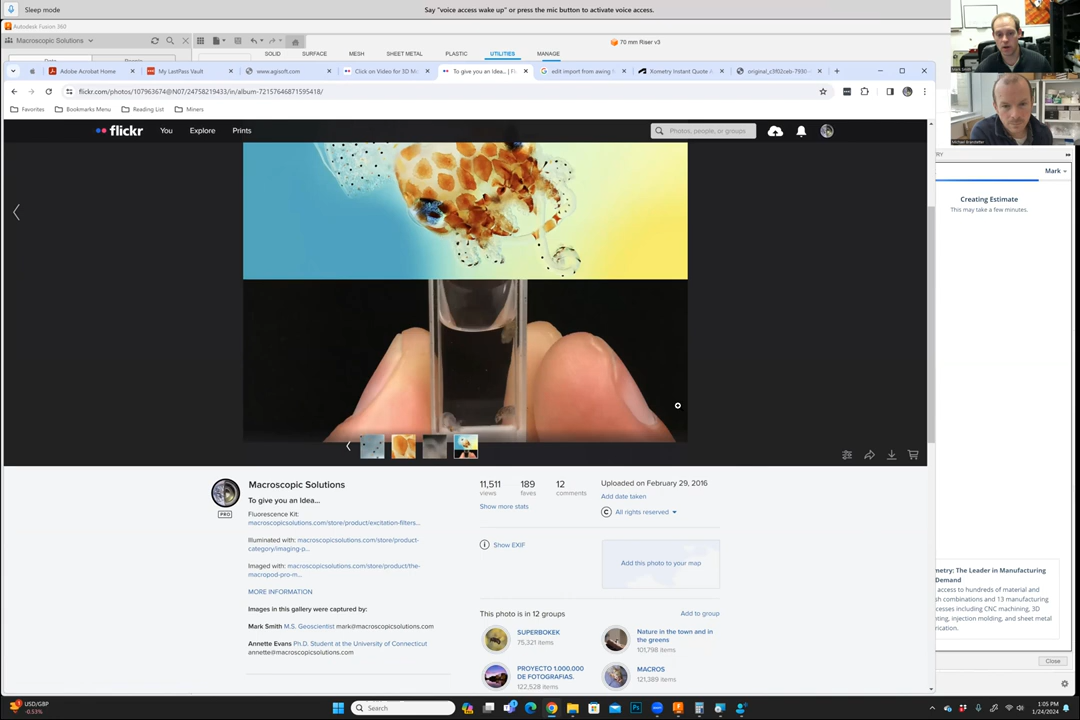 Sleep mode
Say "voice access wake up" or press the mic button to activate voice access.
Autodesk Fusion 360
Macroscopic Solutions
70 mm Riser v3
SOLID SURFACE MESH SHEET METAL PLASTIC UTILITIES MANAGE
Adobe Acrobat Home
My LastPass Vault
www.agisoft.com
Click on Video for 3D M
To give you an Idea... | Fl
edit import from awing
Xometry Instant Quote
original_c3f03ceb-7930-
flickr.com/photos/107963674@N07/24758219433/in/album-72157646871595418/
Favorites
Bookmarks Menu
Reading List
Miners
flickr
You
Explore
Prints
Photos, people, or groups
Mark
Creating Estimate
This may take a few minutes.
Macroscopic Solutions
PRO
To give you an Idea...
Fluorescence Kit:
macroscopicsolutions.com/store/product/excitation-filters...
Illuminated with: macroscopicsolutions.com/store/product-
category/imaging-p...
Imaged with: macroscopicsolutions.com/store/product/the-
macropod-pro-m...
MORE INFORMATION
Images in this gallery were captured by:
Mark Smith M.S. Geoscientist mark@macroscopicsolutions.com
Annette Evans Ph.D. Student at the University of Connecticut
annette@macroscopicsolutions.com
11,511 189 12
views faves comments
Show more stats
Uploaded on February 29, 2016
Add date taken
All rights reserved
Show EXIF
Add this photo to your map
This photo is in 12 groups
Add to group
SUPERBOKEK
75,321 items
Nature in the town and in
the greens
101,798 items
PROYECTO 1.000.000
DE FOTOGRAFIAS.
122,528 items
MACROS
121,389 items
metry: The Leader in Manufacturing
Demand
access to hundreds of material and
sh combinations and 13 manufacturing
cesses including CNC machining, 3D
ting, injection molding, and sheet metal
rication.
Close
USD/GBP
-0.53%
Search
1:05 PM
1/24/2024